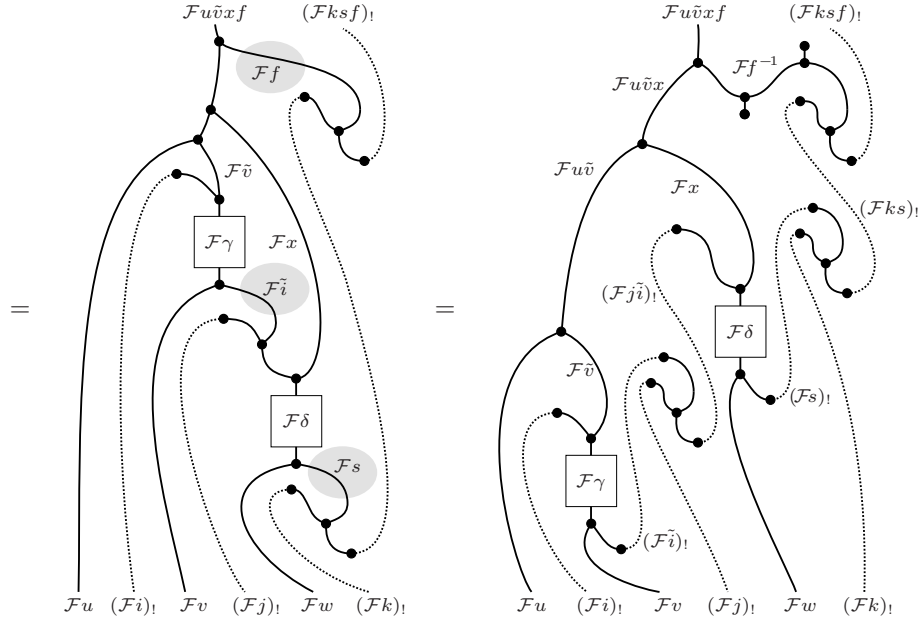 ℱuṽxf (ℱksf)! ℱuṽxf (ℱksf)!
ℱf ℱf⁻¹
ℱuṽx
ℱṽ ℱuṽ ℱx (ℱks)!
ℱγ ℱx
= ℱĩ = (ℱjĩ)!
ℱδ
ℱṽ
ℱδ (ℱs)!
ℱs
ℱγ
(ℱĩ)!
ℱu (ℱi)! ℱv (ℱj)! ℱw (ℱk)! ℱu (ℱi)! ℱv (ℱj)! ℱw (ℱk)!